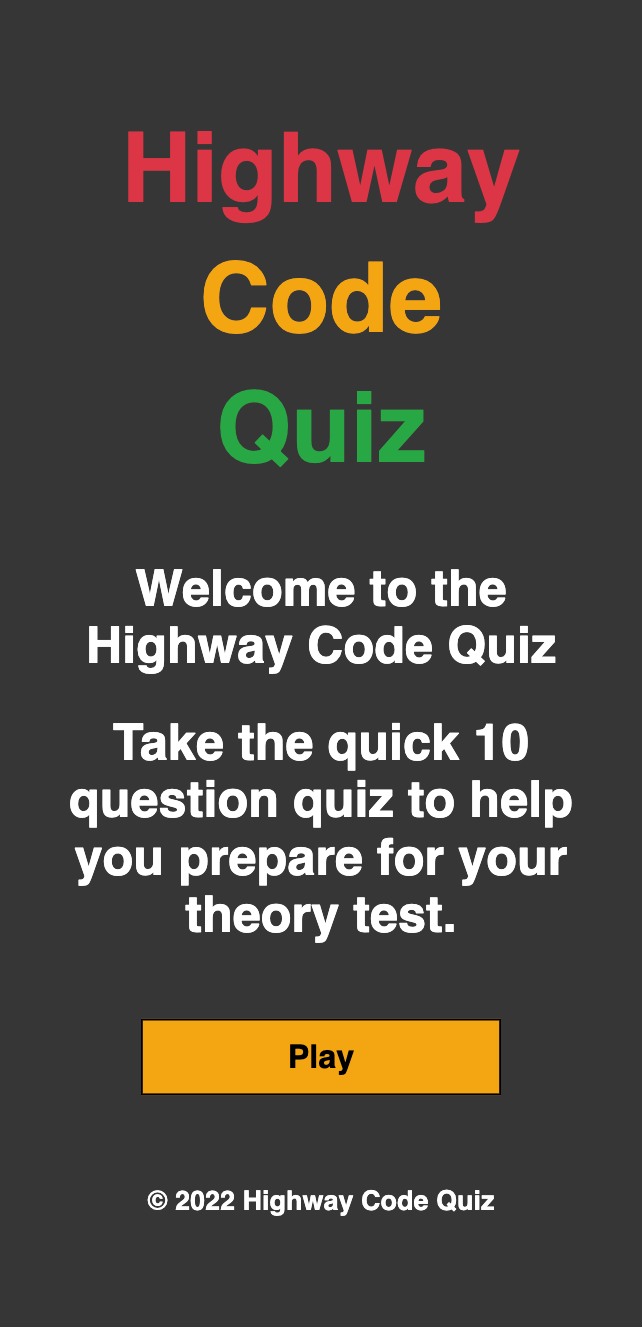 Highway
Code
Quiz
Welcome to the
Highway Code Quiz
Take the quick 10
question quiz to help
you prepare for your
theory test.
Play
© 2022 Highway Code Quiz